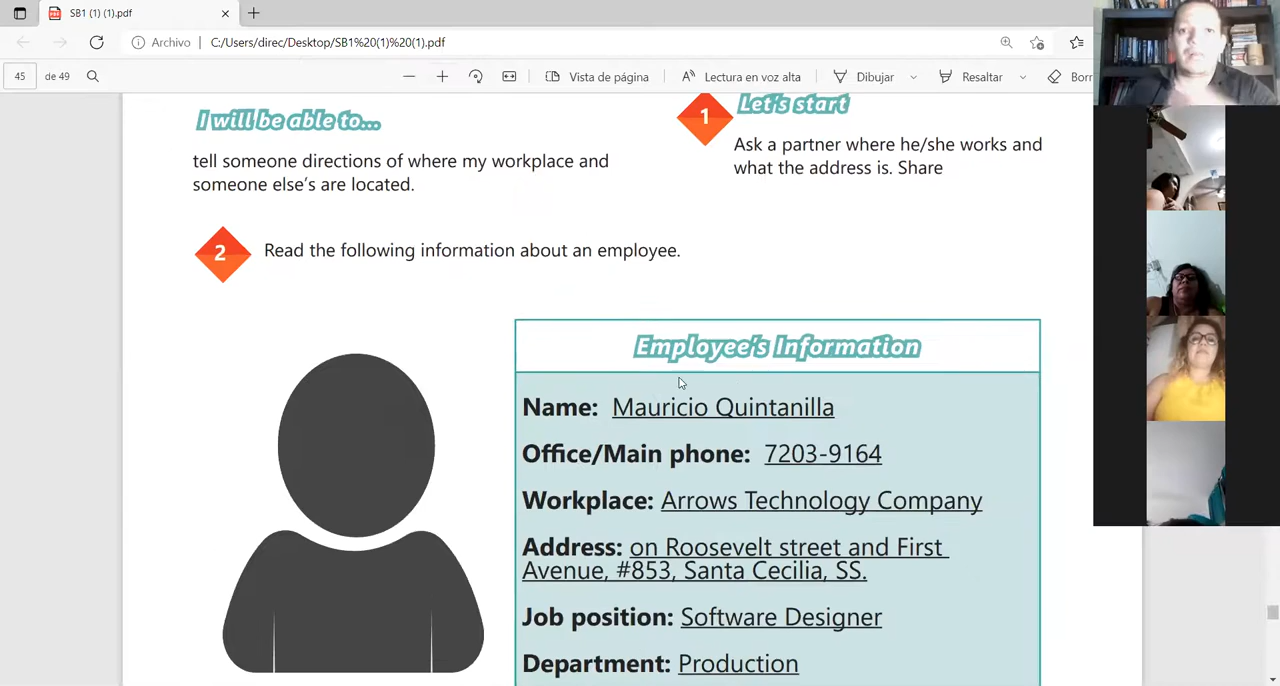 SB1 (1) (1).pdf
Archivo | C:/Users/direc/Desktop/SB1%20(1)%20(1).pdf
45 de 49
Vista de página
Lectura en voz alta
Dibujar
Resaltar
I will be able to...
tell someone directions of where my workplace and
someone else's are located.
1 Let's start
Ask a partner where he/she works and
what the address is. Share
2 Read the following information about an employee.
Employee's Information
Name: Mauricio Quintanilla
Office/Main phone: 7203-9164
Workplace: Arrows Technology Company
Address: on Roosevelt street and First
Avenue, #853, Santa Cecilia, SS.
Job position: Software Designer
Department: Production